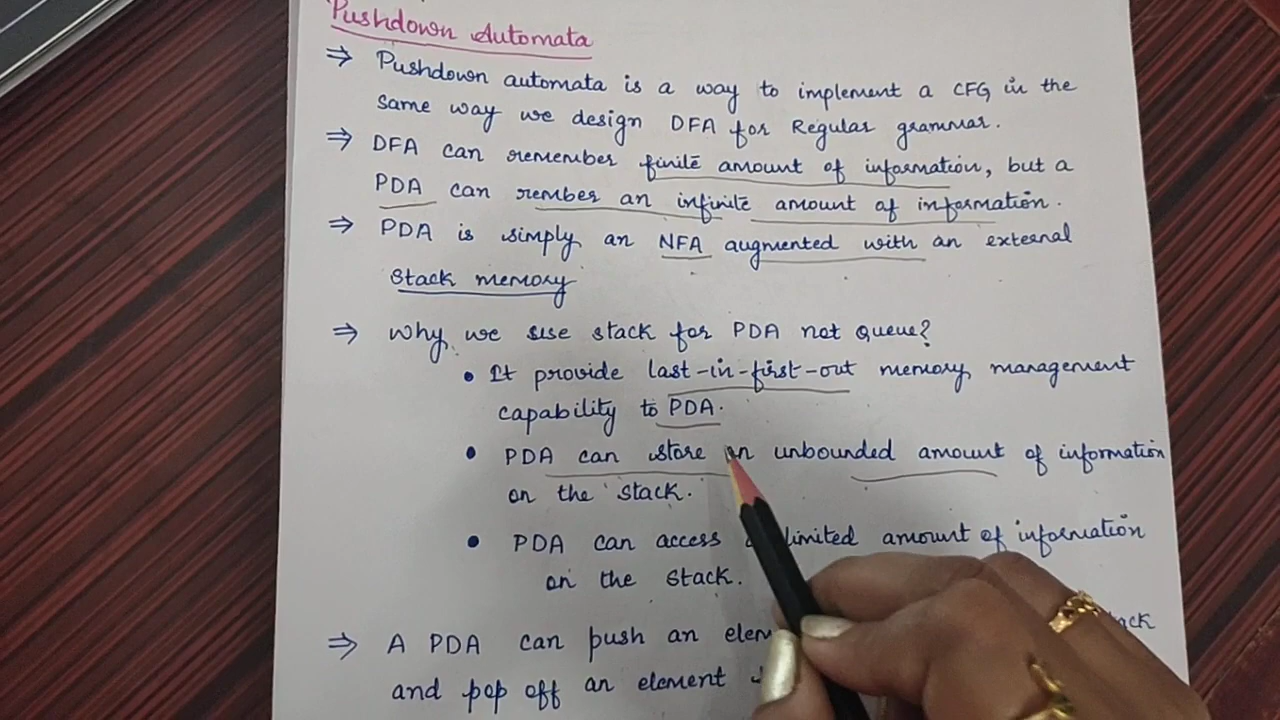 Pushdown Automata
⇒ Pushdown automata is a way to implement a CFG in the
same way we design DFA for Regular grammar.
⇒ DFA can remember finite amount of information, but a
PDA can rember an infinite amount of information.
⇒ PDA is simply an NFA augmented with an external
stack memory
⇒ Why we use stack for PDA not Queue?
• It provide last-in-first-out memory management
capability to PDA.
• PDA can store an unbounded amount of information
on the stack.
• PDA can access limited amount of information
on the stack.
⇒ A PDA can push an
and pop off an element